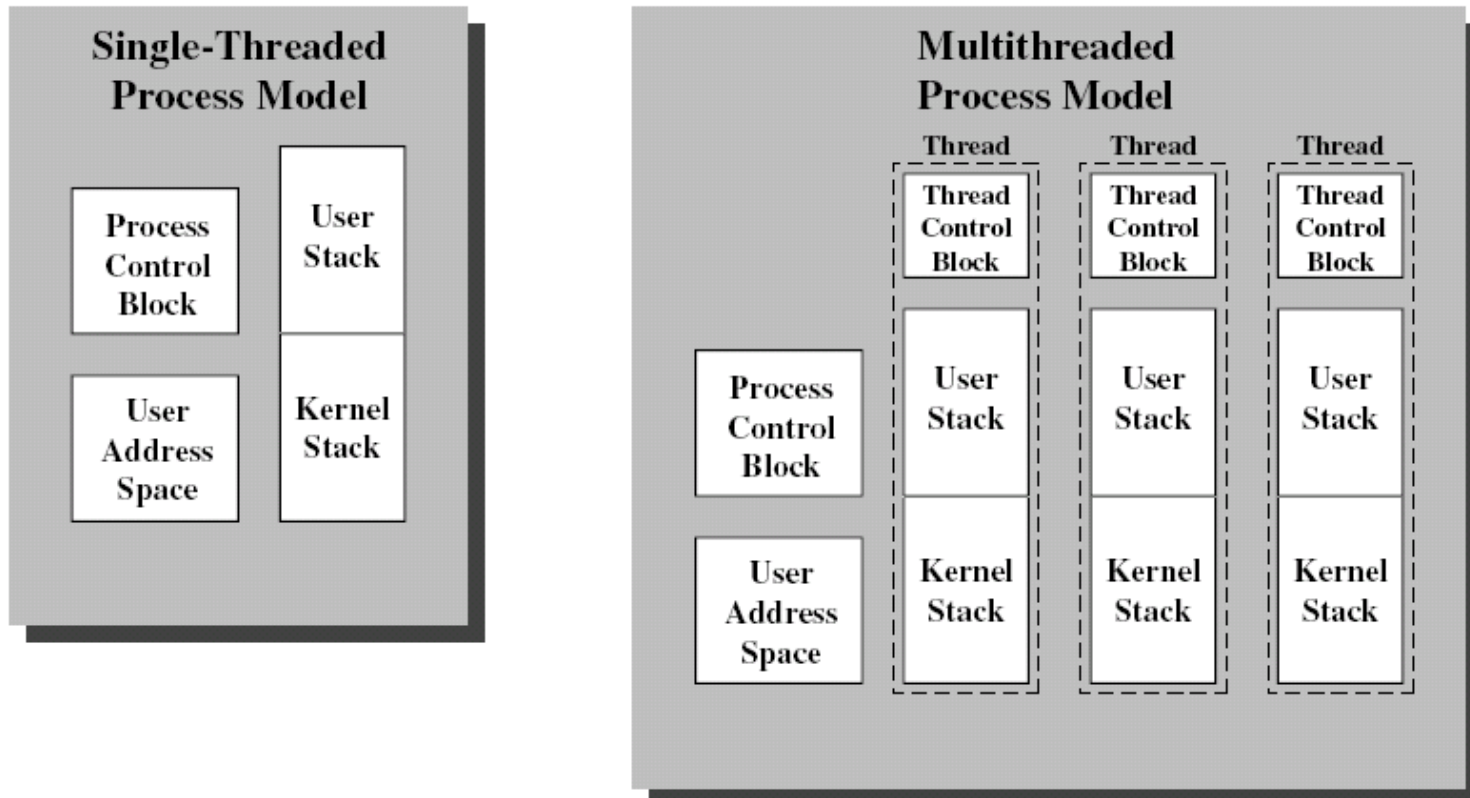 Single-Threaded
Process Model
Process
Control
Block
User
Stack
User
Address
Space
Kernel
Stack
Multithreaded
Process Model
Thread
Thread
Thread
Thread
Control
Block
Thread
Control
Block
Thread
Control
Block
Process
Control
Block
User
Stack
User
Stack
User
Stack
User
Address
Space
Kernel
Stack
Kernel
Stack
Kernel
Stack